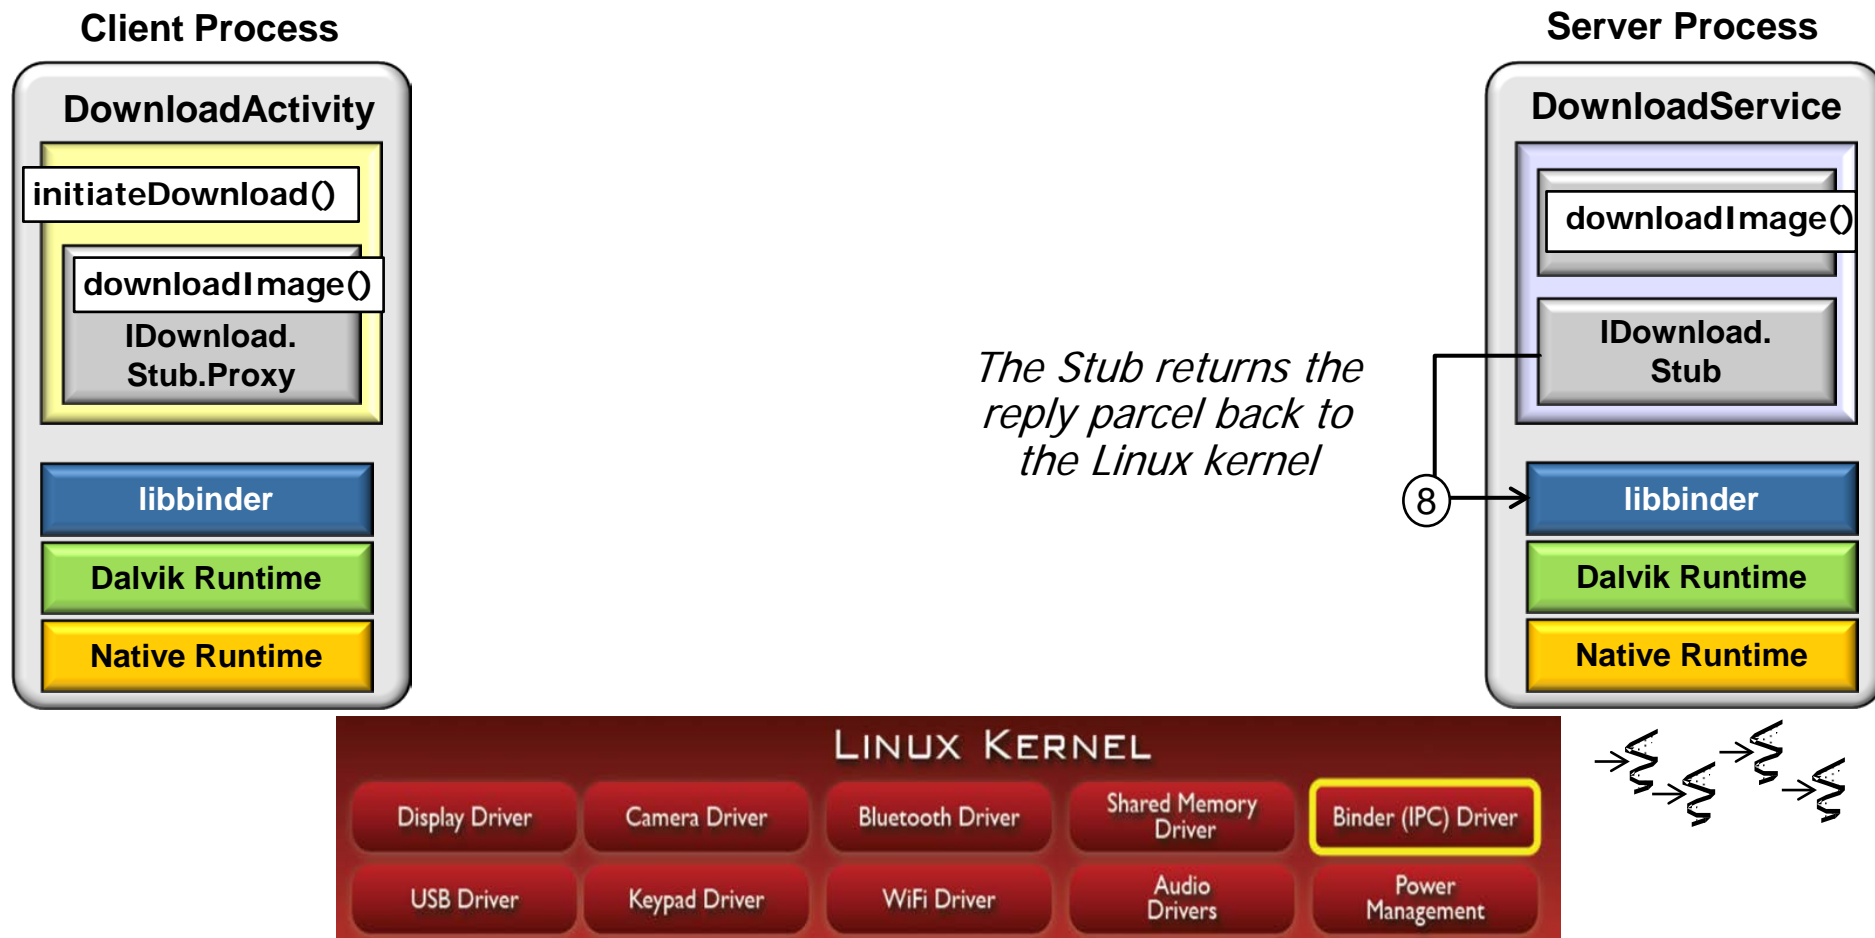 Client Process
DownloadActivity
initiateDownload()
downloadImage()
IDownload.
Stub.Proxy
libbinder
Dalvik Runtime
Native Runtime
The Stub returns the
reply parcel back to
the Linux kernel
8
Server Process
DownloadService
downloadImage()
IDownload.
Stub
libbinder
Dalvik Runtime
Native Runtime
LINUX KERNEL
Display Driver
Camera Driver
Bluetooth Driver
Shared Memory
Driver
Binder (IPC) Driver
USB Driver
Keypad Driver
WiFi Driver
Audio
Drivers
Power
Management